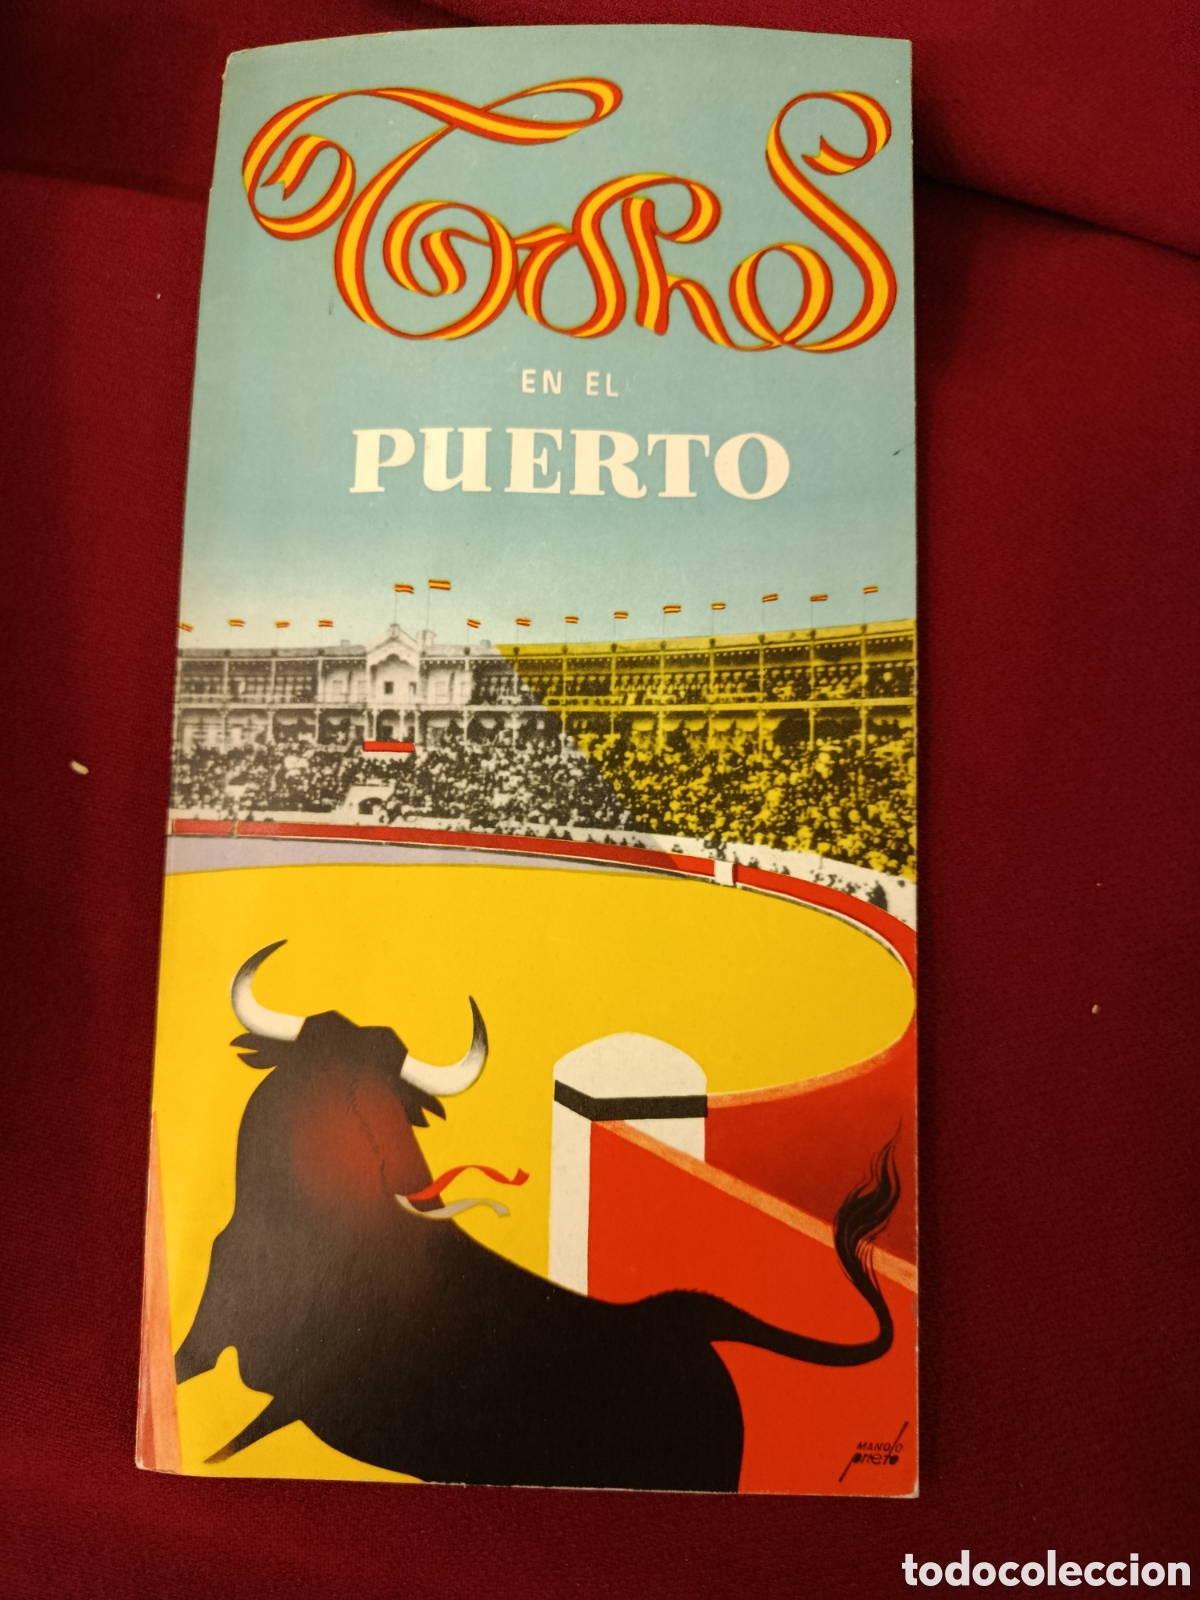 Toros
EN EL
PUERTO
MANOLO
prieto
todocoleccion